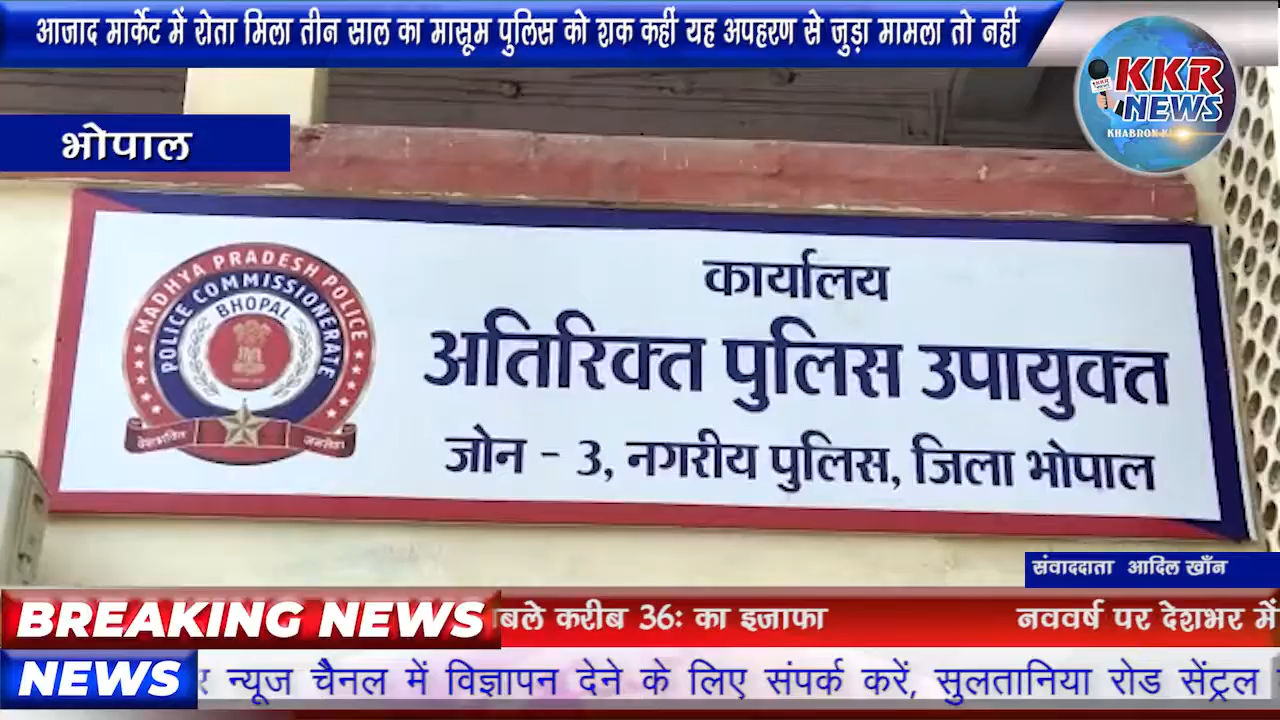 आजाद मार्केट में रोता मिला तीन साल का मासूम पुलिस को शक कहीं यह अपहरण से जुड़ा मामला तो नहीं
KKR
NEWS
भोपाल
MADHYA PRADESH POLICE
POLICE COMMISSIONERATE
BHOPAL
देशभक्ति जनसेवा
कार्यालय
अतिरिक्त पुलिस उपायुक्त
जोन - 3, नगरीय पुलिस, जिला भोपाल
संवाददाता आदिल खाँन
BREAKING NEWS
बले करीब 36: का इजाफा नववर्ष पर देशभर में
NEWS
र न्यूज चैनल में विज्ञापन देने के लिए संपर्क करें, सुलतानिया रोड सेंट्रल